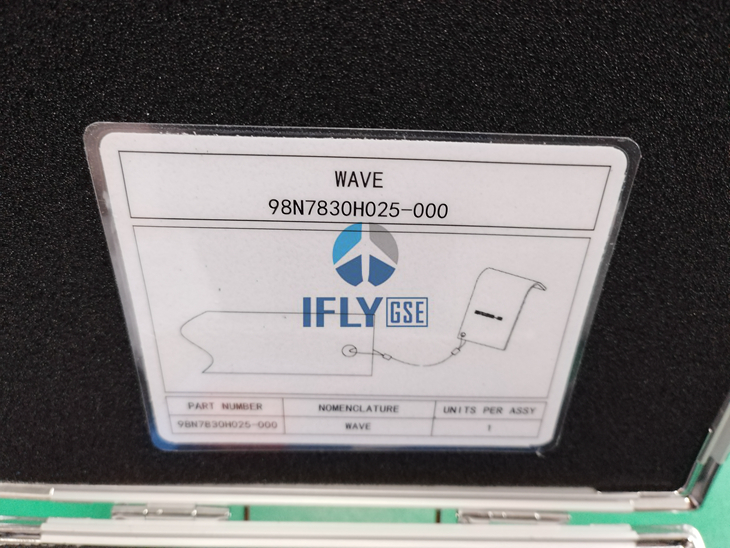 WAVE
98N7830H025-000
IFLY GSE
PART NUMBER NOMENCLATURE UNITS PER ASSY
98N7830H025-000 WAVE 1